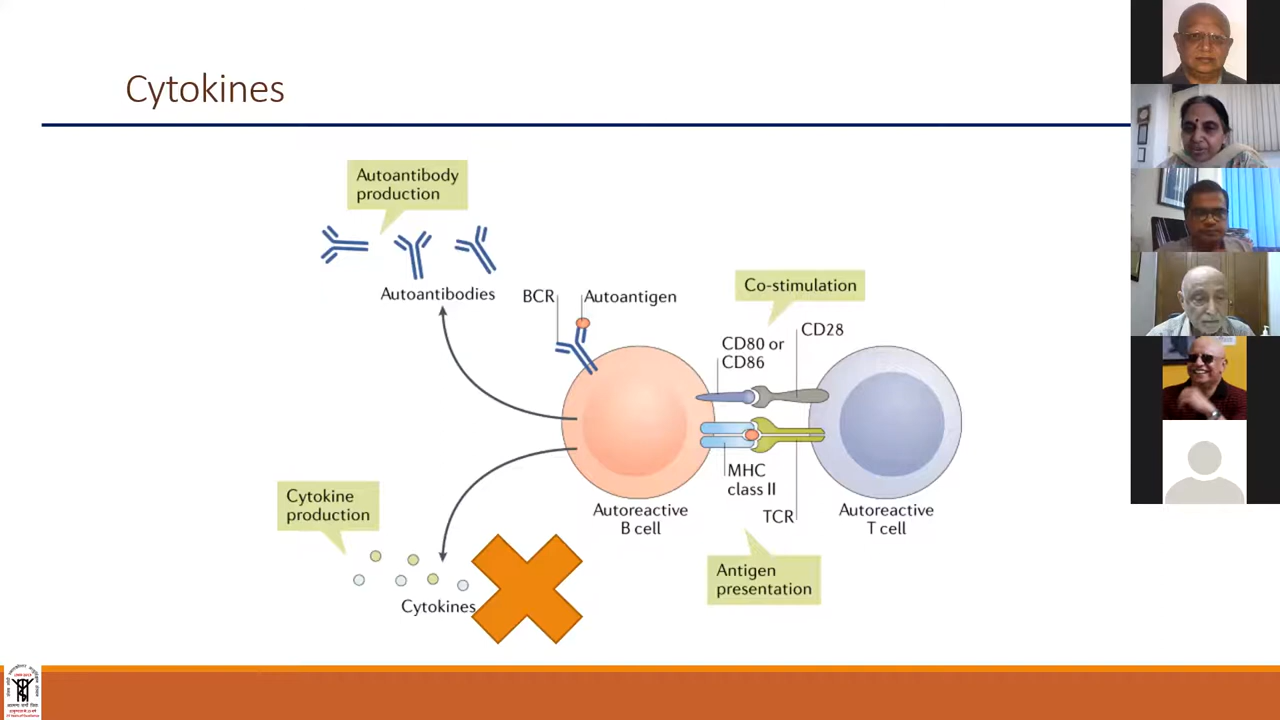 Cytokines
Autoantibody
production
Autoantibodies
BCR
Autoantigen
Co-stimulation
CD80 or
CD86
CD28
MHC
class II
TCR
Autoreactive
B cell
Autoreactive
T cell
Cytokine
production
Cytokines
Antigen
presentation